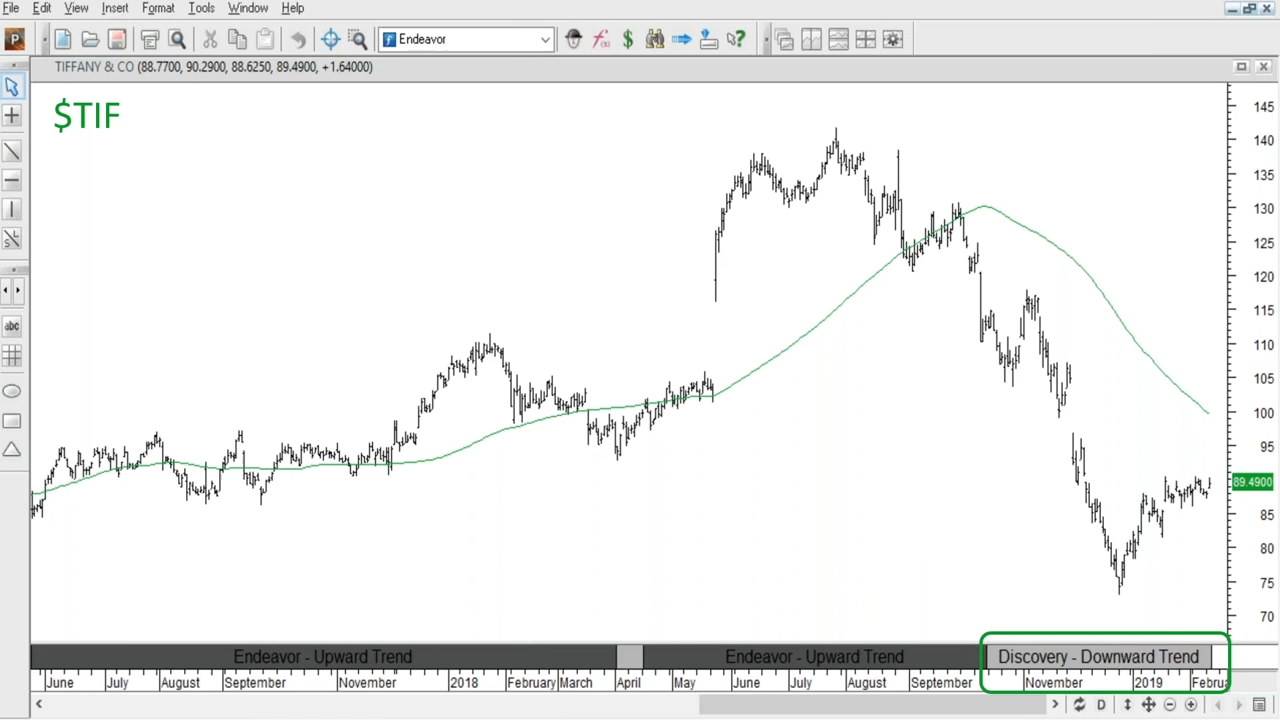 File Edit View Insert Format Tools Window Help
P Endeavor
TIFFANY & CO (88.7700, 90.2900, 88.6250, 89.4900, +1.64000)
$TIF
145
140
135
130
125
120
115
110
105
100
95
89.4900
85
80
75
70
abc
Endeavor - Upward Trend Endeavor - Upward Trend Discovery - Downward Trend
June July August September November 2018 February March April May June July August September November 2019 Februa
D